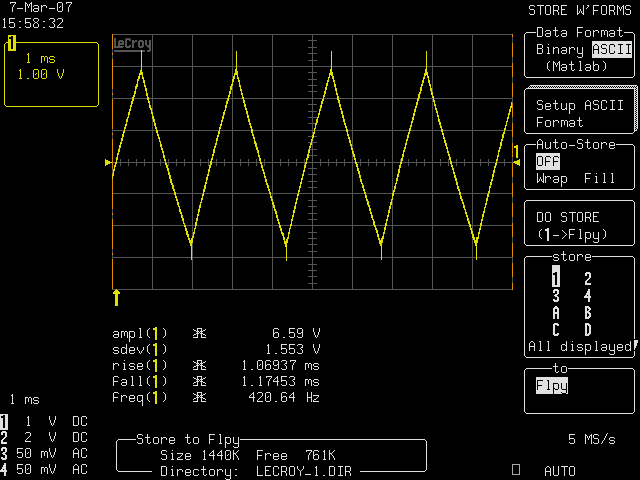 7-Mar-07
15:58:32
1
1 ms
1.00 V
LeCroy
1
ampl(1) 6.59 V
sdev(1) 1.553 V
rise(1) 1.06937 ms
fall(1) 1.17453 ms
freq(1) 420.64 Hz
1 ms
1 1 V DC
2 2 V DC
3 50 mV AC
4 50 mV AC
Store to Flpy
Size 1440K Free 761K
Directory: LECROY-1.DIR
STORE W'FORMS
Data Format
Binary ASCII
(Matlab)
Setup ASCII
Format
Auto-Store
Off
Wrap Fill
DO STORE
(1->Flpy)
store
1 2
3 4
A B
C D
All displayed
to
Flpy
5 MS/s
AUTO